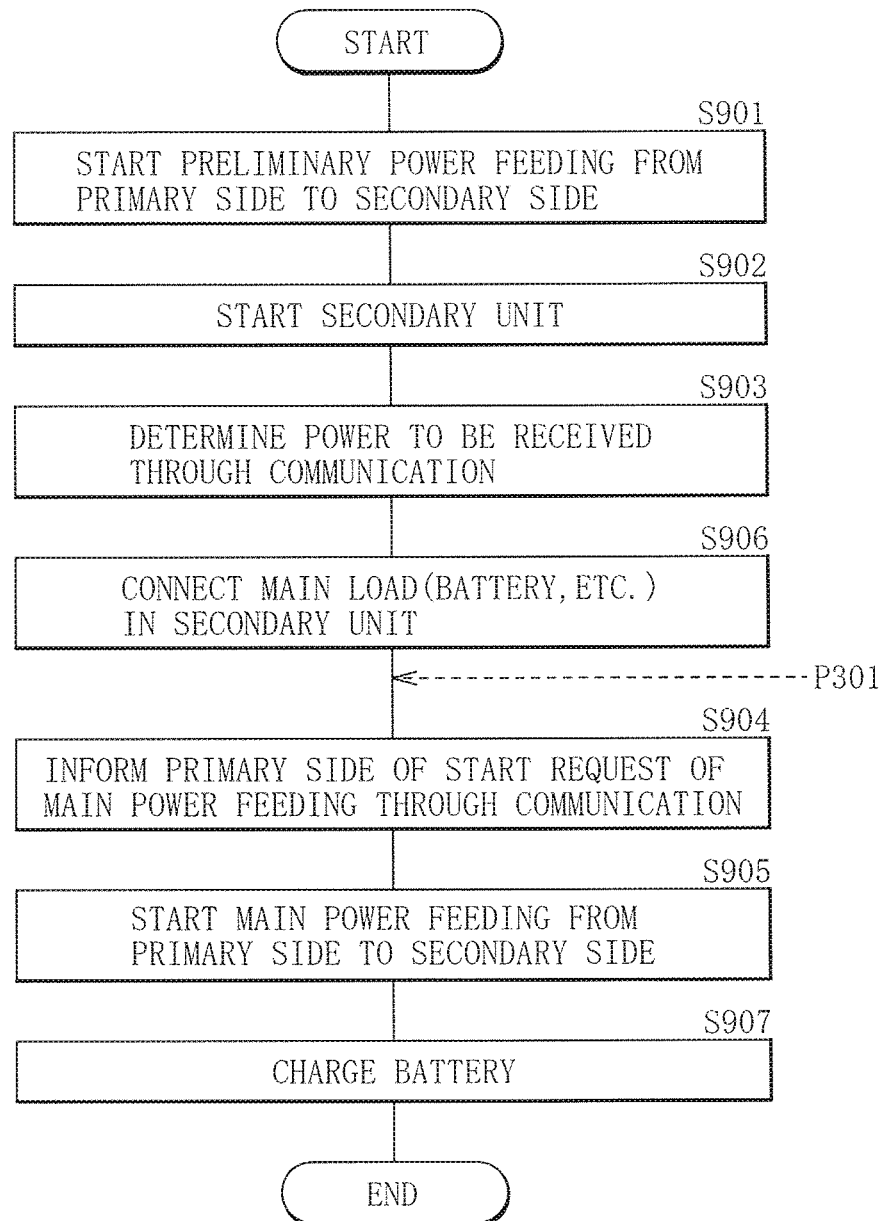 START
S901
START PRELIMINARY POWER FEEDING FROM
PRIMARY SIDE TO SECONDARY SIDE
S902
START SECONDARY UNIT
S903
DETERMINE POWER TO BE RECEIVED
THROUGH COMMUNICATION
S906
CONNECT MAIN LOAD(BATTERY,ETC.)
IN SECONDARY UNIT
P301
S904
INFORM PRIMARY SIDE OF START REQUEST OF
MAIN POWER FEEDING THROUGH COMMUNICATION
S905
START MAIN POWER FEEDING FROM
PRIMARY SIDE TO SECONDARY SIDE
S907
CHARGE BATTERY
END